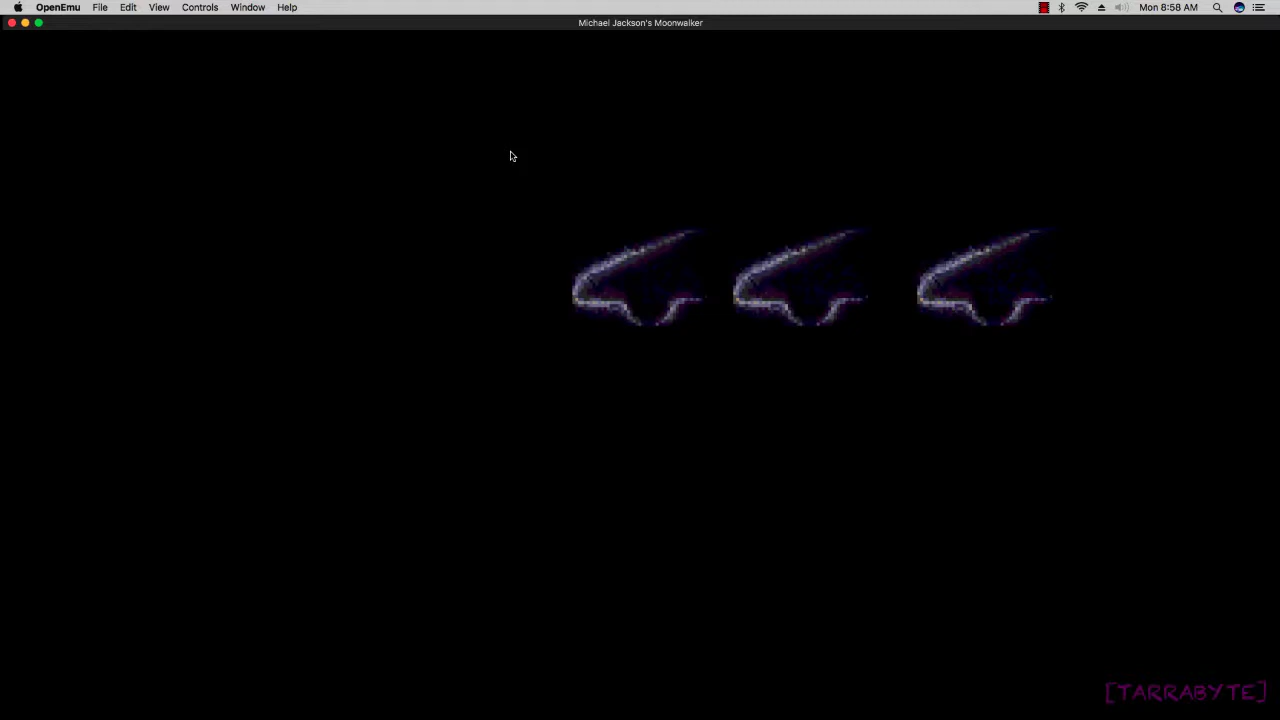 OpenEmu File Edit View Controls Window Help Mon 8:58 AM
Michael Jackson's Moonwalker
[TARRABYTE]